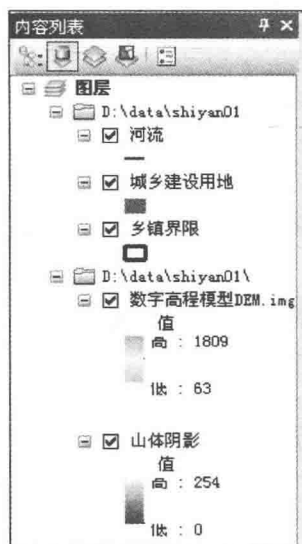 内容列表
图层
D:\data\shiyan01
河流
城乡建设用地
乡镇界限
D:\data\shiyan01\
数字高程模型DEM.img
值
高 : 1809
低 : 63
山体阴影
值
高 : 254
低 : 0